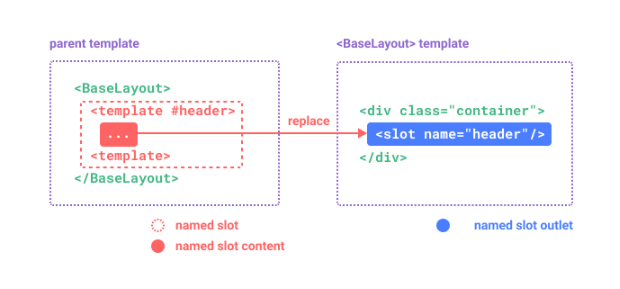 parent template
<BaseLayout>
<template #header>
...
<template>
</BaseLayout>
replace
<BaseLayout> template
<div class="container">
<slot name="header"/>
</div>
named slot
named slot content
named slot outlet